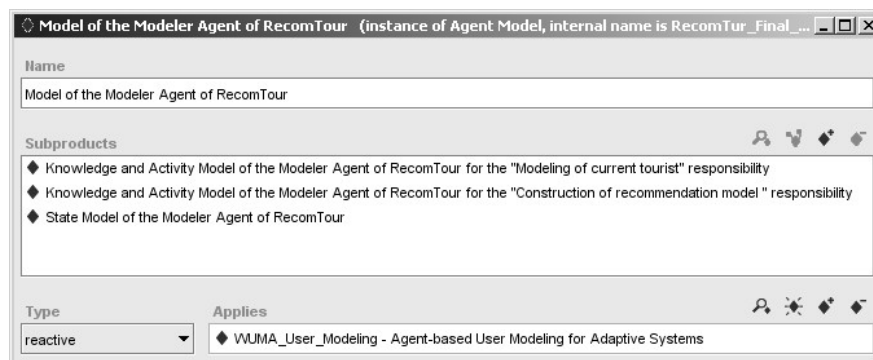 Model of the Modeler Agent of RecomTour (instance of Agent Model, internal name is RecomTur_Final_...
Name
Model of the Modeler Agent of RecomTour
Subproducts
Knowledge and Activity Model of the Modeler Agent of RecomTour for the "Modeling of current tourist" responsibility
Knowledge and Activity Model of the Modeler Agent of RecomTour for the "Construction of recommendation model " responsibility
State Model of the Modeler Agent of RecomTour
Type
Applies
reactive
WUMA_User_Modeling - Agent-based User Modeling for Adaptive Systems